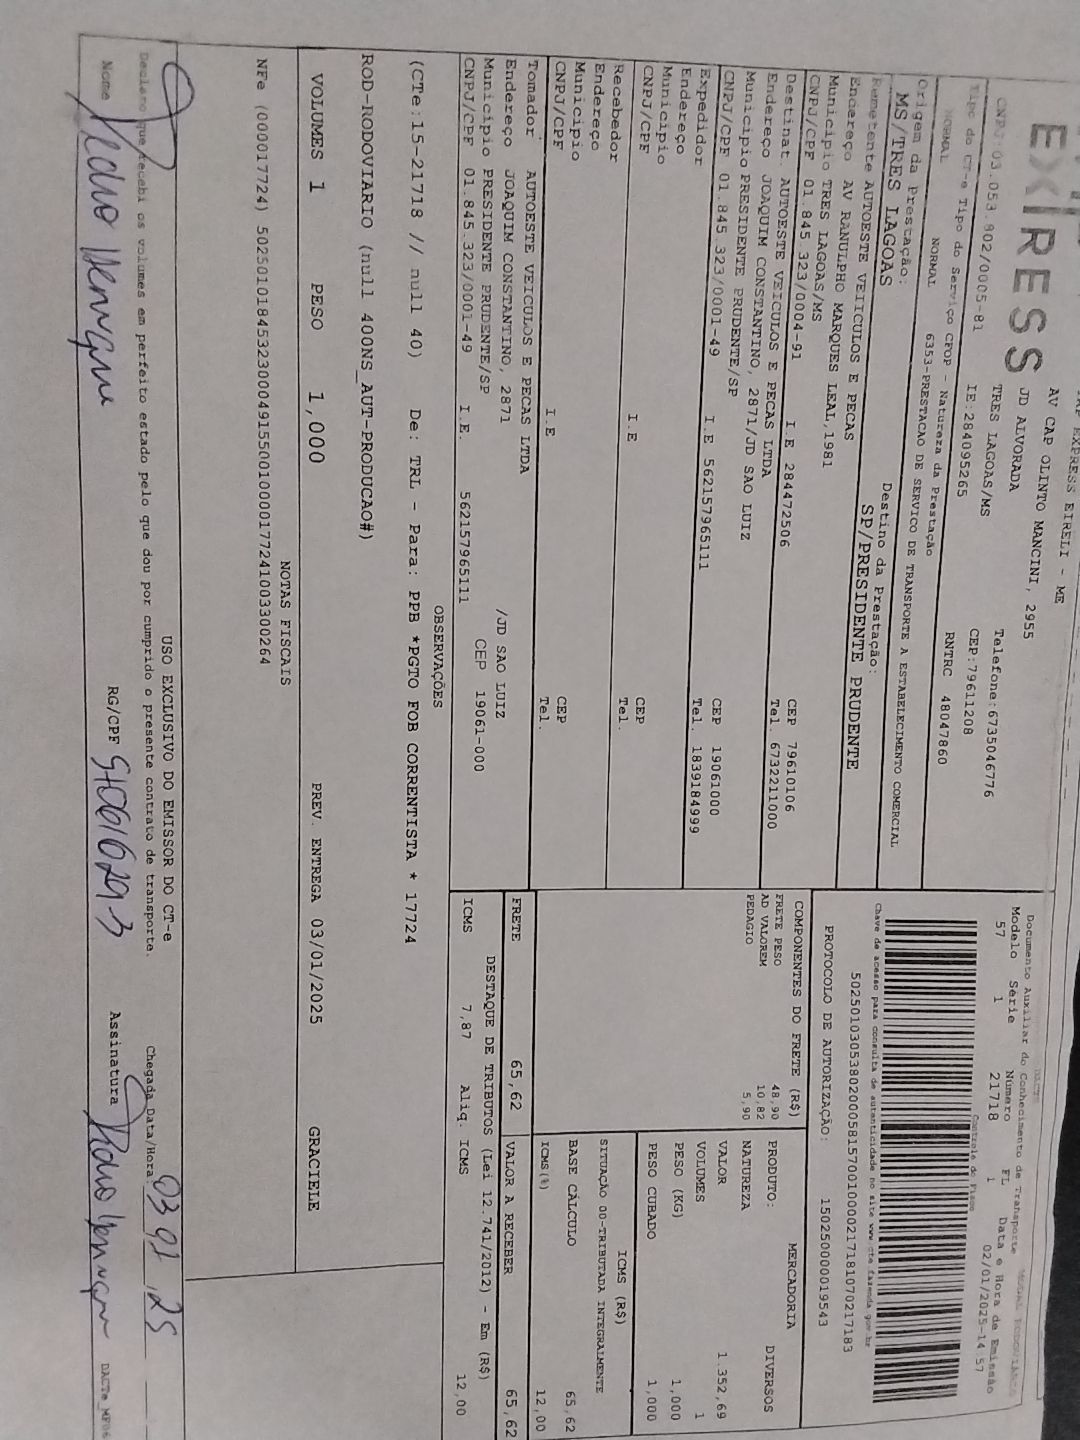 EXPRESS EIRELI - ME
AV CAP OLINTO MANCINI, 2955
JD ALVORADA
TRES LAGOAS/MS
Telefone:6735046776
CNPJ:03.053.902/0005-81
IE:284095265
CEP:79611208
RNTRC 48047860
Tipo do CT-e Tipo do Serviço CFOP - Natureza da Prestação
NORMAL NORMAL 6353-PRESTACAO DE SERVICO DE TRANSPORTE A ESTABELECIMENTO COMERCIAL
Origem da Prestação: Destino da Prestação:
MS/TRES LAGOAS SP/PRESIDENTE PRUDENTE
DACTE MODAL RODOVIARIO
Documento Auxiliar do Conhecimento de Transporte
Modelo Série Número FL Data e Hora de Emissão
57 1 21718 1 02/01/2025-14:57
Controle do Fisco
Chave de acesso para consulta de autenticidade no site www.cte.fazenda.gov.br
PROTOCOLO DE AUTORIZAÇÃO: 150250000019543
Remetente AUTOESTE VEIICULOS E PECAS
Endereço AV RANULPHO MARQUES LEAL,1981
Município TRES LAGOAS/MS CEP 79610106
CNPJ/CPF 01.845.323/0004-91 I.E 284472506 Tel. 6732211000
Destinat. AUTOESTE VEICULOS E PECAS LTDA
Endereço JOAQUIM CONSTANTINO, 2871/JD SAO LUIZ
Município PRESIDENTE PRUDENTE/SP CEP 19061000
CNPJ/CPF 01.845.323/0001-49 I.E 562157965111 Tel. 1839184999
Expedidor
Endereço
Município CEP
CNPJ/CPF I.E Tel.
Recebedor
Endereço
Município CEP
CNPJ/CPF I.E Tel.
Tomador AUTOESTE VEICULOS E PECAS LTDA
Endereço JOAQUIM CONSTANTINO, 2871 /JD SAO LUIZ
Município PRESIDENTE PRUDENTE/SP CEP 19061-000
CNPJ/CPF 01.845.323/0001-49 I.E. 562157965111
COMPONENTES DO FRETE (R$)
FRETE PESO 48,90
AD VALOREM 10,82
PEDAGIO 5,90
MERCADORIA
PRODUTO: DIVERSOS
NATUREZA
VALOR 1.352,69
VOLUMES 1
PESO (KG) 1,000
PESO CUBADO 1,000
ICMS (R$)
SITUAÇÃO 00-TRIBUTADA INTEGRALMENTE
BASE CÁLCULO 65,62
ICMS(%) 12,00
FRETE 65,62 VALOR A RECEBER 65,62
DESTAQUE DE TRIBUTOS (Lei 12.741/2012) - Em (R$)
ICMS 7,87 Aliq. ICMS 12,00
OBSERVAÇÕES
(CTe:15-21718 // null 40) De: TRL - Para: PPB *PGTO FOB CORRENTISTA * 17724
ROD-RODOVIARIO (null 400NS_AUT-PRODUCAO#)
VOLUMES 1 PESO 1,000 PREV. ENTREGA 03/01/2025 GRACIELE
NOTAS FISCAIS
NFe (000017724) 50250101845323000491550010000177241003300264
USO EXCLUSIVO DO EMISSOR DO CT-e
Declaro que recebi os volumes em perfeito estado pelo que dou por cumprido o presente contrato de transporte. Chegada Data/Hora: 03 01 25
Nome Pedro Henrique RG/CPF Assinatura Pedro Henrique
DACTe_MF06